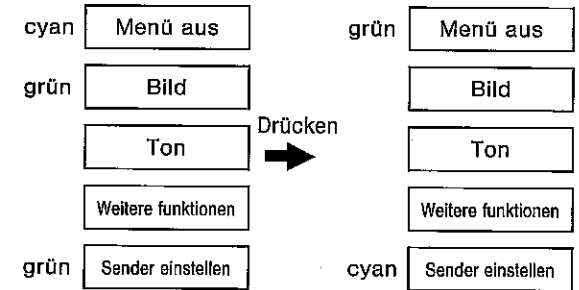 cyan Menü aus
grün Bild
Ton
Weitere funktionen
grün Sender einstellen
Drücken
grün Menü aus
Bild
Ton
Weitere funktionen
cyan Sender einstellen